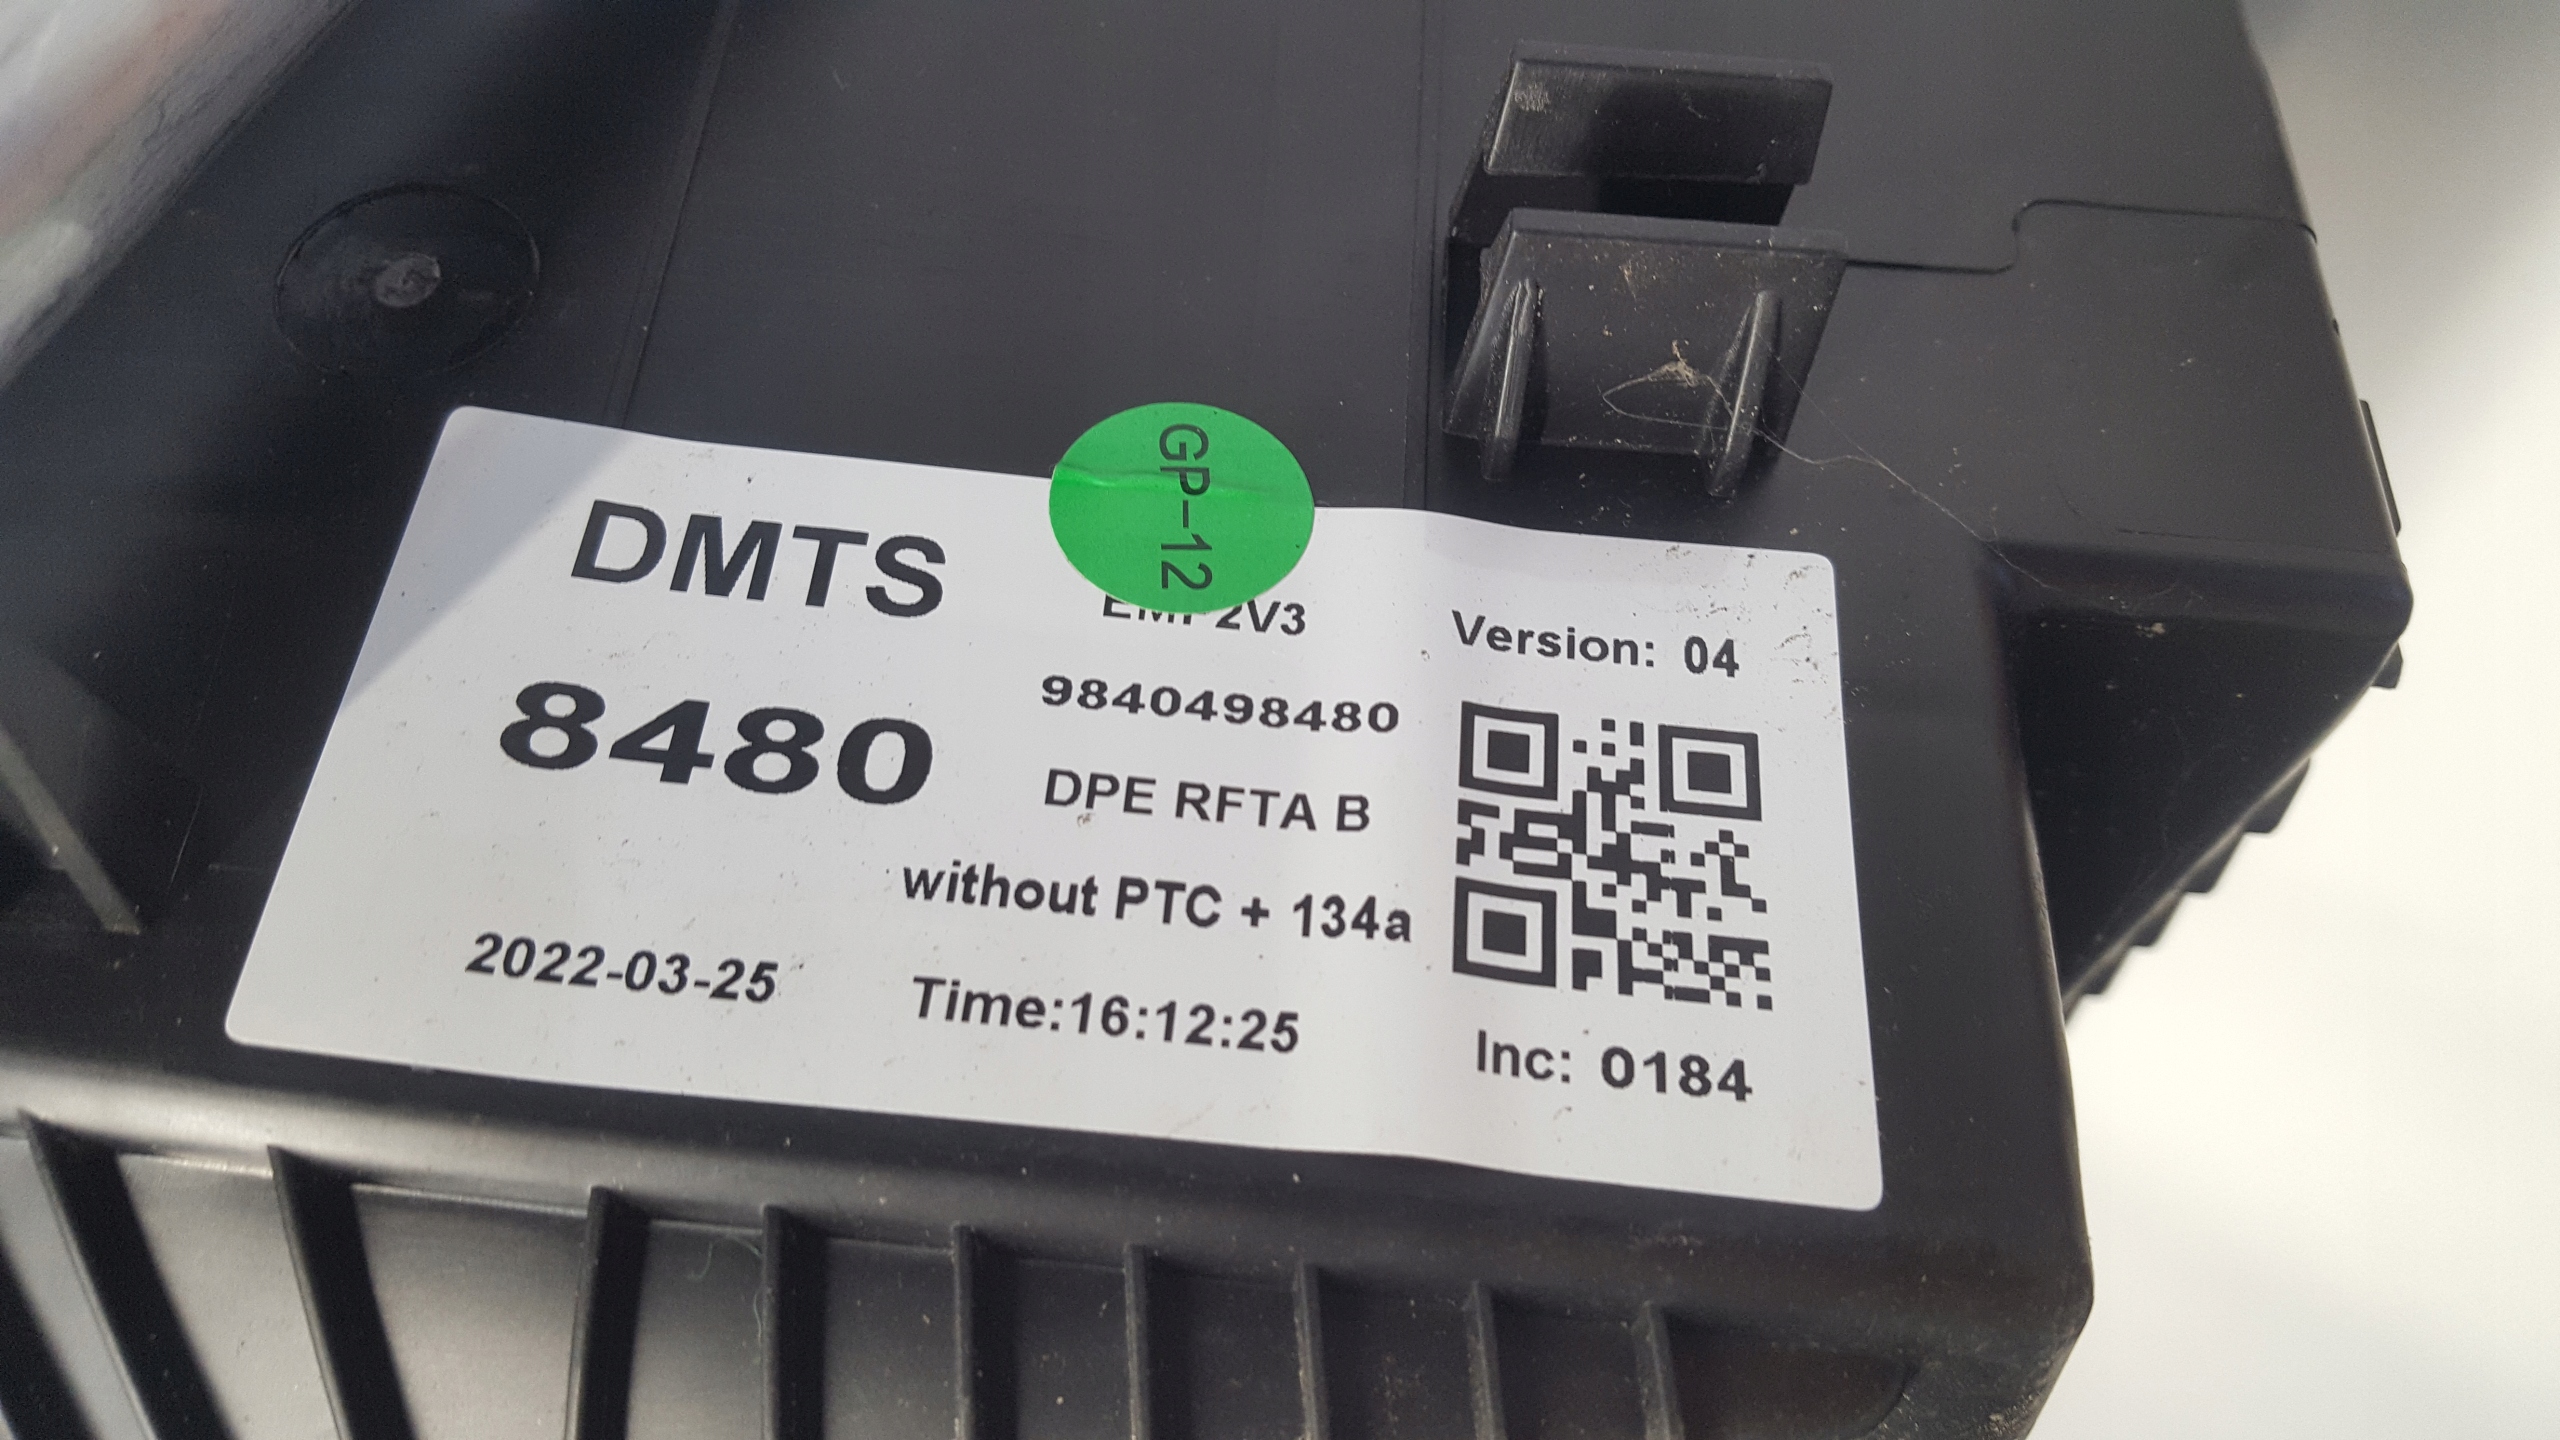 GP-12
DMTS
2V3
Version: 04
8480
9840498480
DPE RFTA B
without PTC + 134a
2022-03-25
Time:16:12:25
Inc: 0184